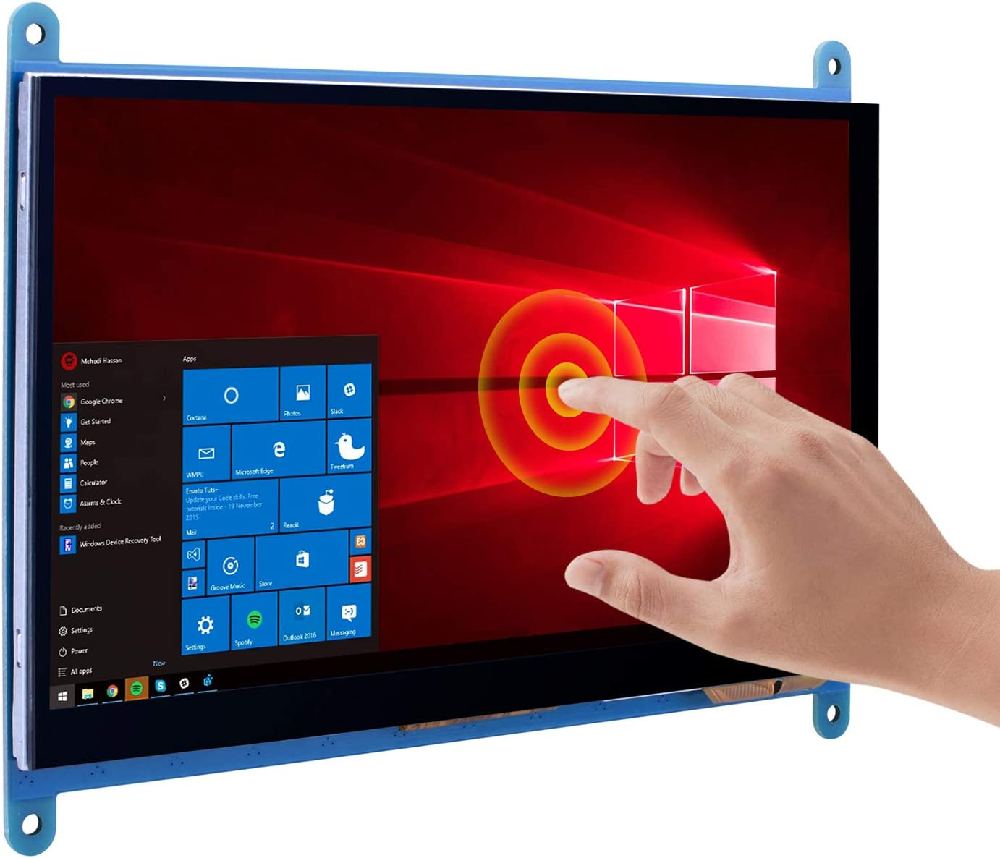 Mehedi Hassan
Most used
Google Chrome
Get Started
Maps
People
Calculator
Alarms & Clock
Recently added
Windows Device Recovery Tool
Documents
Settings
Power
All apps
New
Apps
Cortana
Photos
Slack
WMPU
Microsoft Edge
Tweetium
Envato Tuts+
Update your Code skills. Free
tutorials inside - 19 November
2015
Mail 2
Readit
Groove Music
Store
Settings
Spotify
Outlook 2016
Messaging